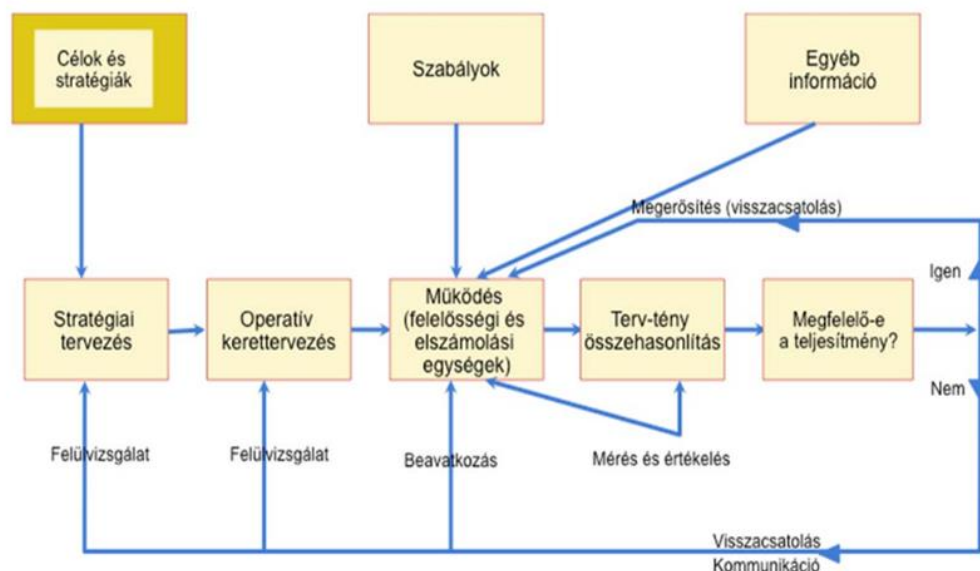 Célok és
stratégiák
Szabályok
Egyéb
információ
Megerősítés (visszacsatolás)
Igen
Stratégiai
tervezés
Operatív
kerettervezés
Működés
(felelősségi és
elszámolási
egységek)
Terv-tény
összehasonlítás
Megfelelő-e
a teljesítmény?
Nem
Felülvizsgálat
Felülvizsgálat
Beavatkozás
Mérés és értékelés
Visszacsatolás
Kommunikáció